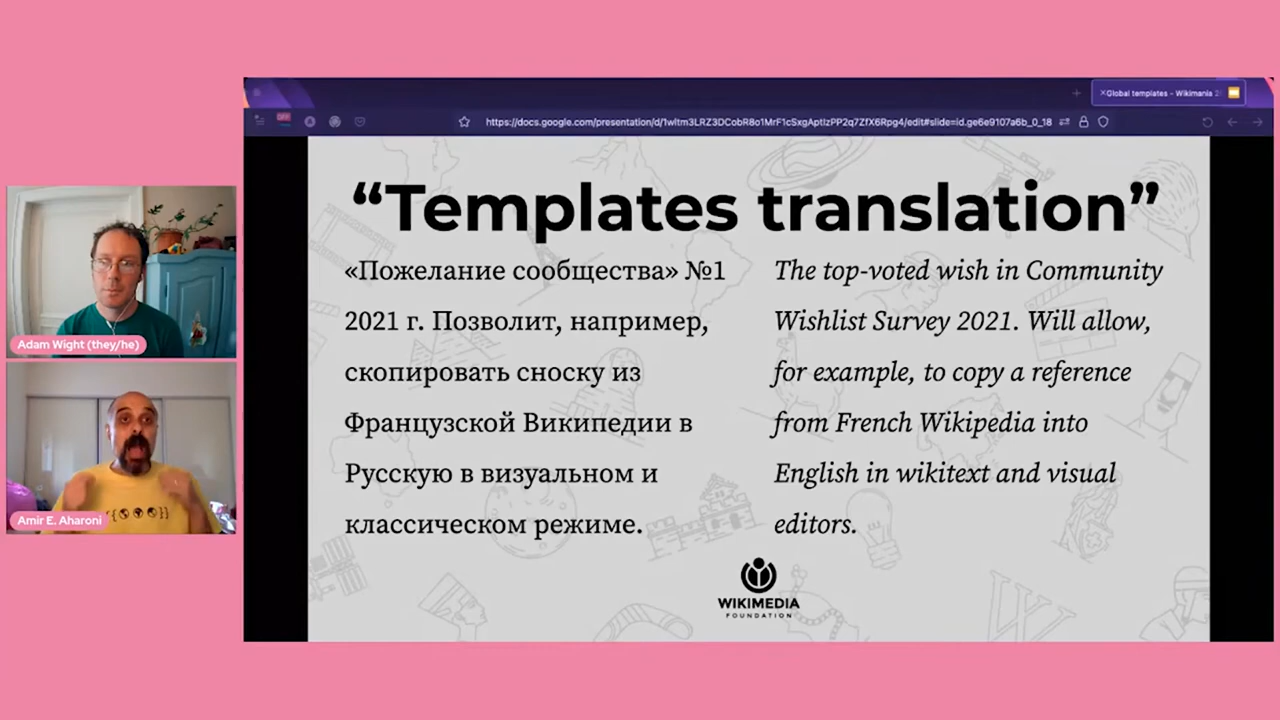 Global templates - Wikimania 2
https://docs.google.com/presentation/d/1wltm3LRZ3DCobR8o1MrF1cSxgAptIzPP2q7ZfX6Rpg4/edit#slide=id.ge6e9107a6b_0_18
“Templates translation”
«Пожелание сообщества» №1
2021 г. Позволит, например,
скопировать сноску из
Французской Википедии в
Русскую в визуальном и
классическом режиме.
The top-voted wish in Community
Wishlist Survey 2021. Will allow,
for example, to copy a reference
from French Wikipedia into
English in wikitext and visual
editors.
WIKIMEDIA
FOUNDATION
Adam Wight (they/he)
Amir E. Aharoni